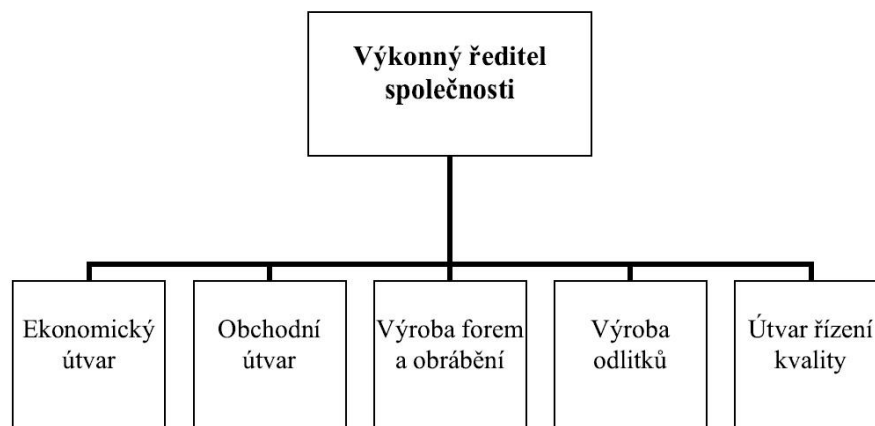 Výkonný ředitel
společnosti
Ekonomický
útvar
Obchodní
útvar
Výroba forem
a obrábění
Výroba
odlitků
Útvar řízení
kvality